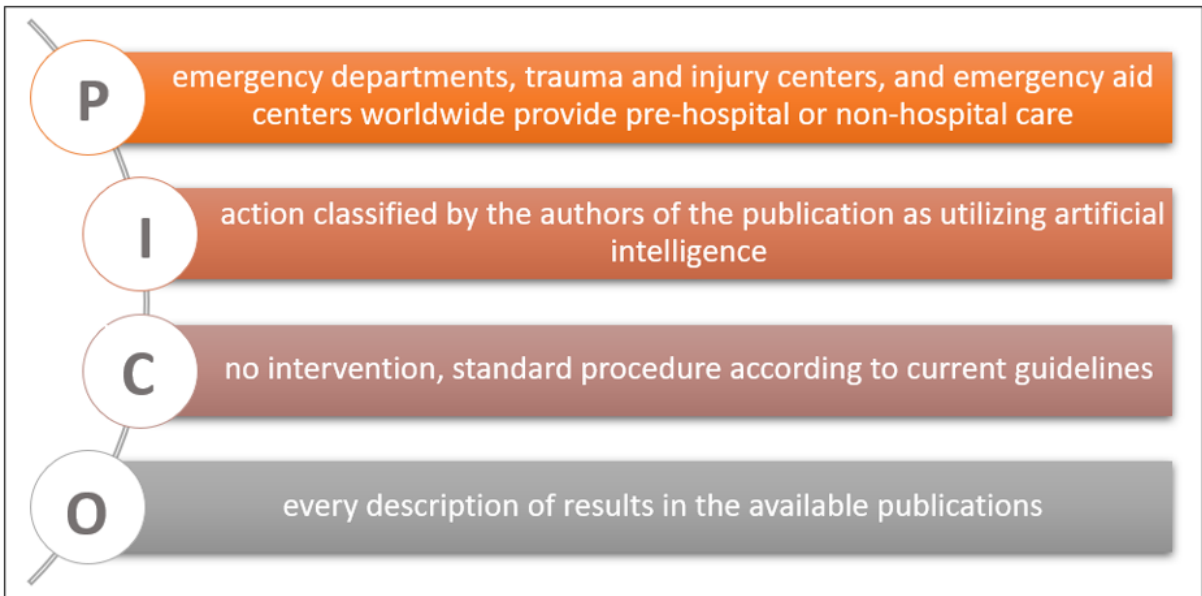 P
emergency departments, trauma and injury centers, and emergency aid
centers worldwide provide pre-hospital or non-hospital care
I
action classified by the authors of the publication as utilizing artificial
intelligence
C
no intervention, standard procedure according to current guidelines
O
every description of results in the available publications